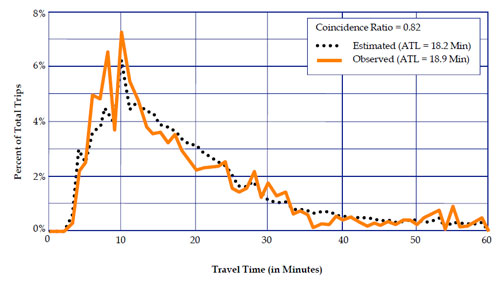 8%
Coincidence Ratio = 0.82
Estimated (ATL = 18.2 Min)
Observed (ATL = 18.9 Min)
6%
Percent of Total Trips
4%
2%
0%
0 10 20 30 40 50 60
Travel Time (in Minutes)